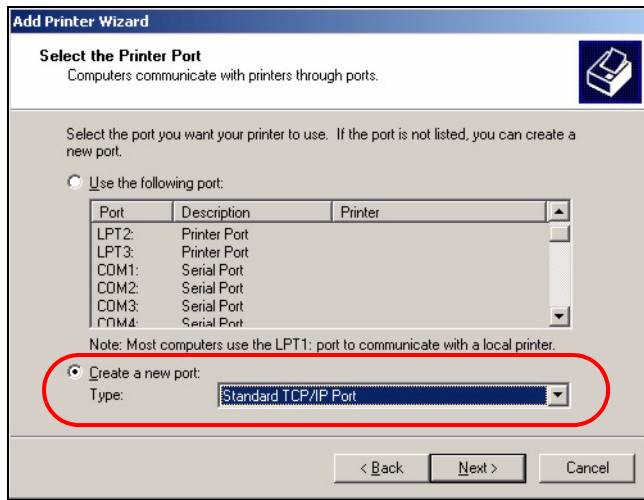 Add Printer Wizard
Select the Printer Port
Computers communicate with printers through ports.
Select the port you want your printer to use. If the port is not listed, you can create a
new port.
Use the following port:
Port Description Printer
LPT2: Printer Port
LPT3: Printer Port
COM1: Serial Port
COM2: Serial Port
COM3: Serial Port
COM4: Serial Port
Note: Most computers use the LPT1: port to communicate with a local printer.
Create a new port:
Type: Standard TCP/IP Port
< Back Next > Cancel